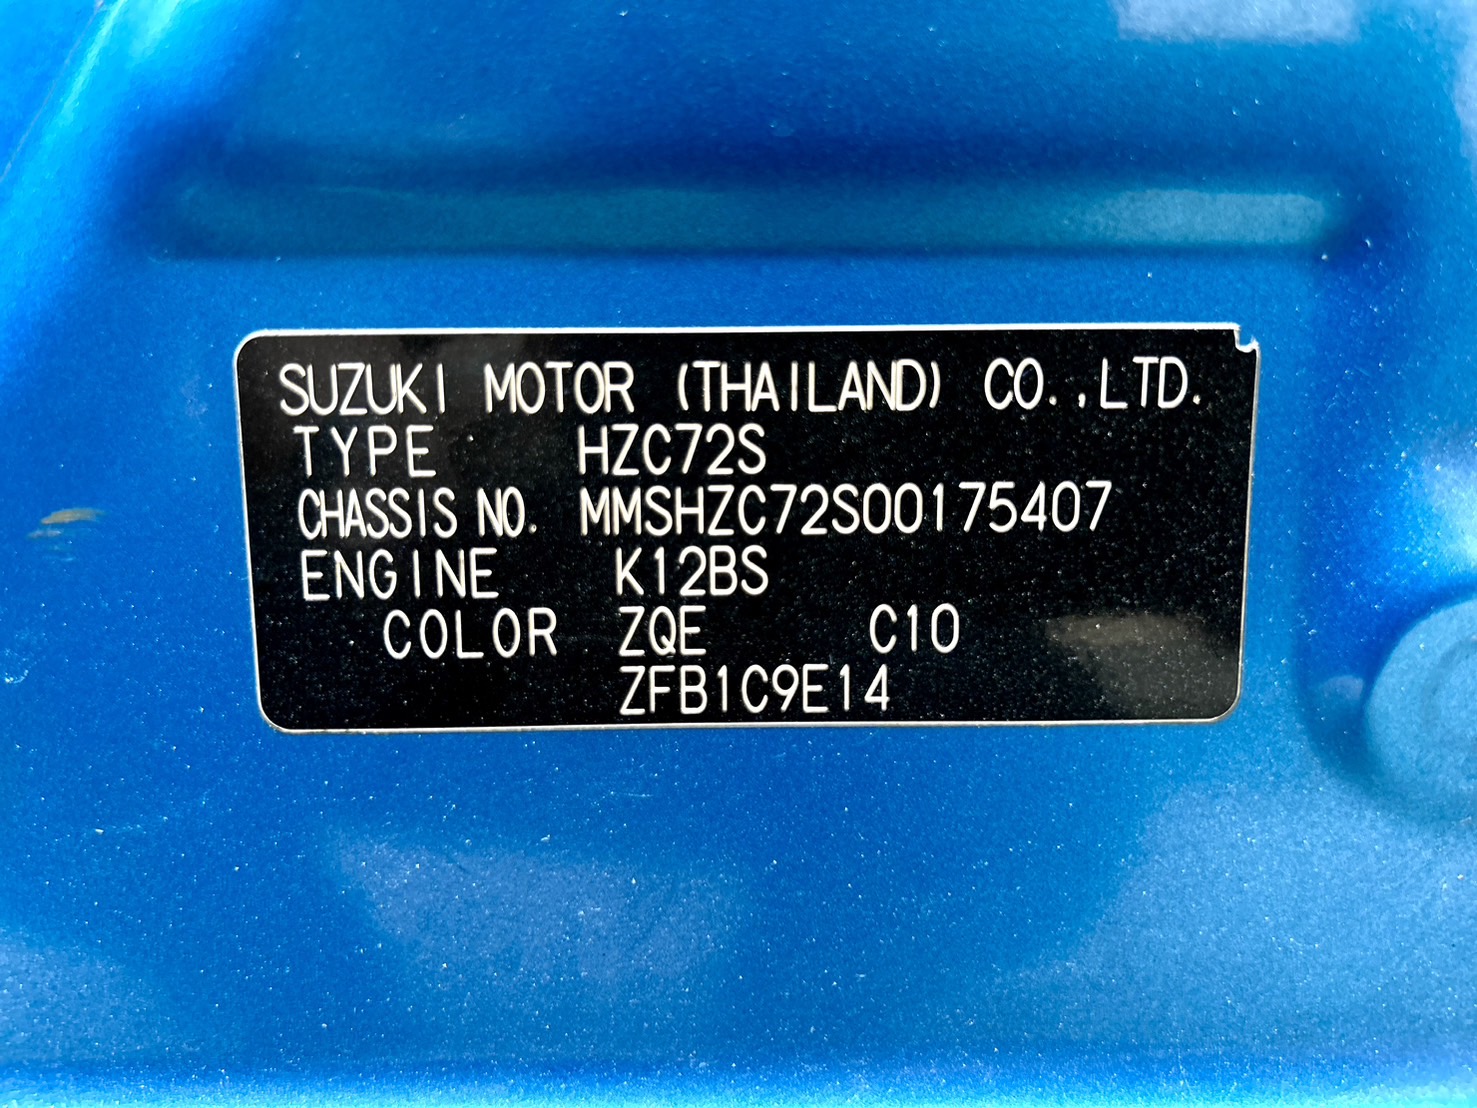 SUZUKI MOTOR (THAILAND) CO.,LTD.
TYPE HZC72S
CHASSIS NO. MMSHZC72S00175407
ENGINE K12BS
COLOR ZQE C10
ZFB1C9E14